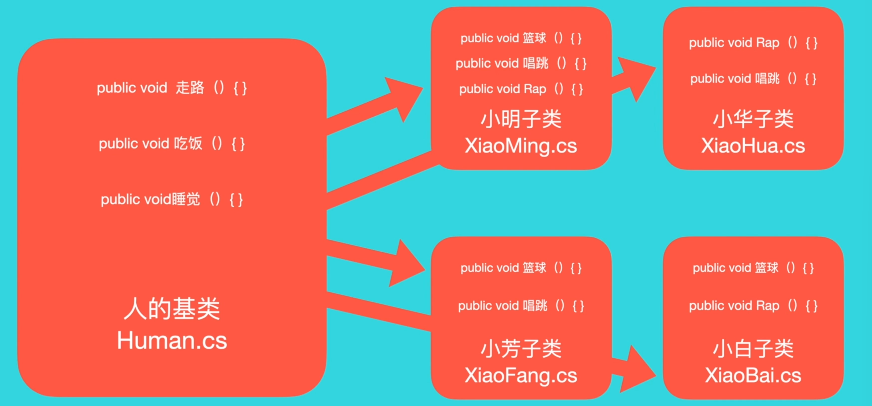 public void 走路（）{ }
public void 吃饭（）{ }
public void睡觉（）{ }
人的基类
Human.cs
public void 篮球（）{ }
public void 唱跳（）{ }
public void Rap（）{ }
小明子类
XiaoMing.cs
public void Rap（）{ }
public void 唱跳（）{ }
小华子类
XiaoHua.cs
public void 篮球（）{ }
public void 唱跳（）{ }
小芳子类
XiaoFang.cs
public void 篮球（）{ }
public void Rap（）{ }
小白子类
XiaoBai.cs